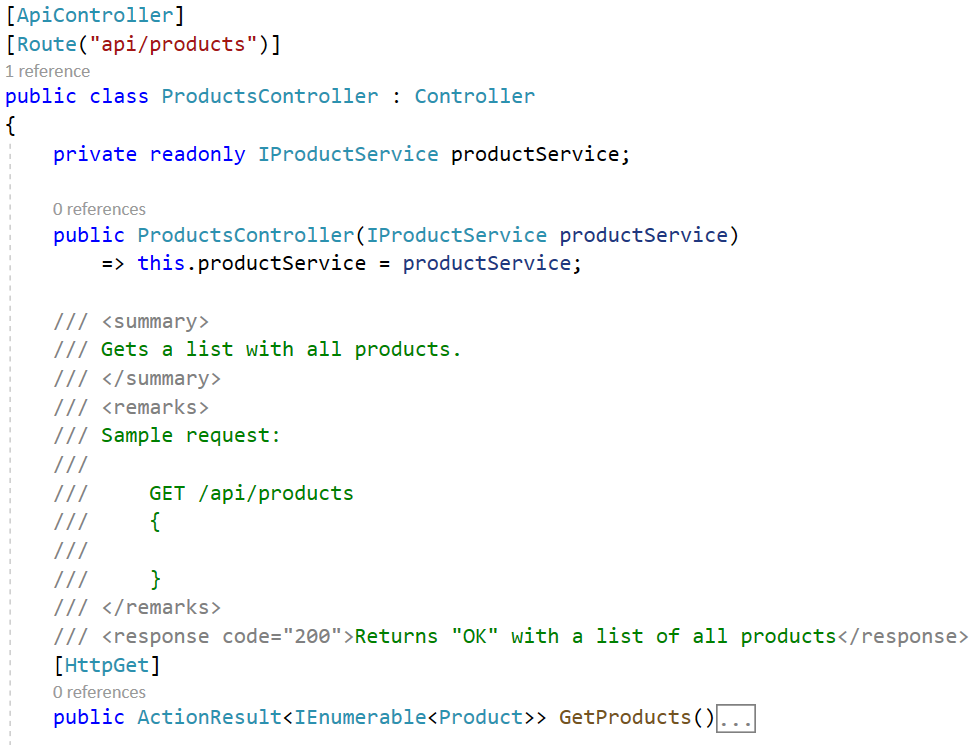 [ApiController]
[Route("api/products")]
1 reference
public class ProductsController : Controller
{
    private readonly IProductService productService;

    0 references
    public ProductsController(IProductService productService)
        => this.productService = productService;

    /// <summary>
    /// Gets a list with all products.
    /// </summary>
    /// <remarks>
    /// Sample request:
    ///
    ///     GET /api/products
    ///     {
    ///
    ///     }
    /// </remarks>
    /// <response code="200">Returns "OK" with a list of all products</response>
    [HttpGet]
    0 references
    public ActionResult<IEnumerable<Product>> GetProducts()...